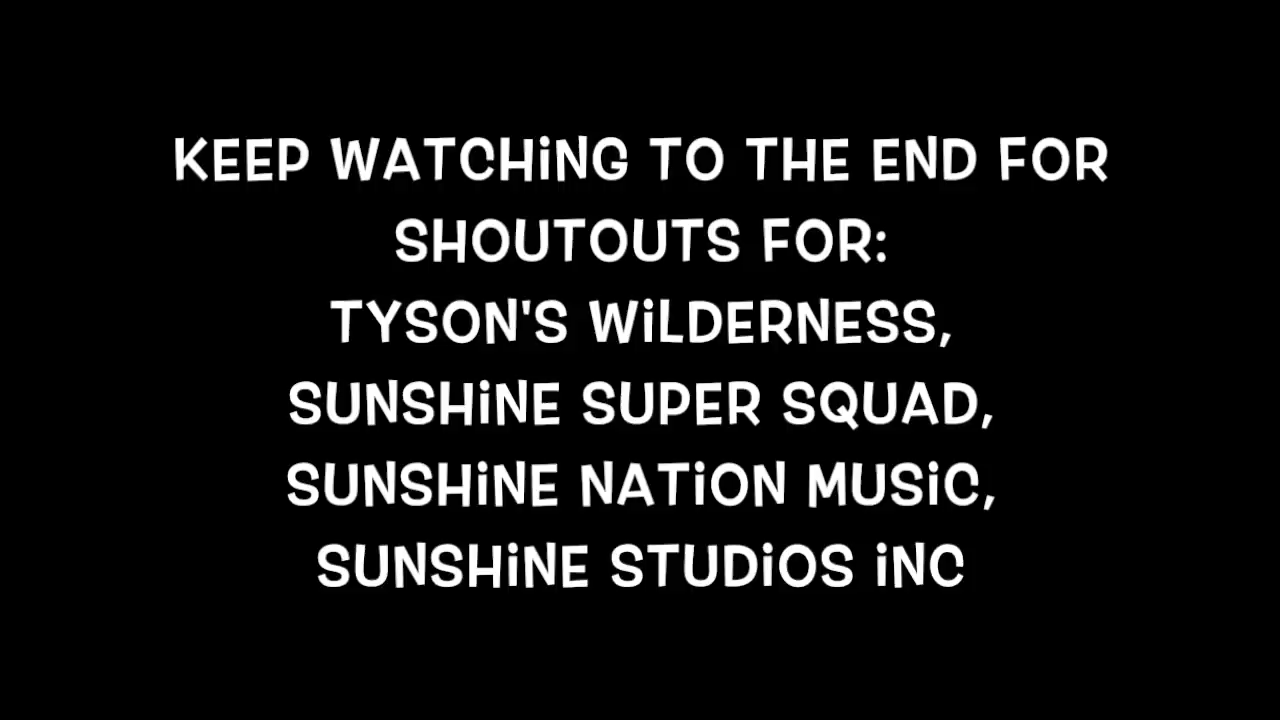 KEEP WATCHiNG TO THE END FOR
SHOUTOUTS FOR:
TYSON'S WiLDERNESS,
SUNSHiNE SUPER SQUAD,
SUNSHiNE NATiON MUSiC,
SUNSHiNE STUDiOS iNC